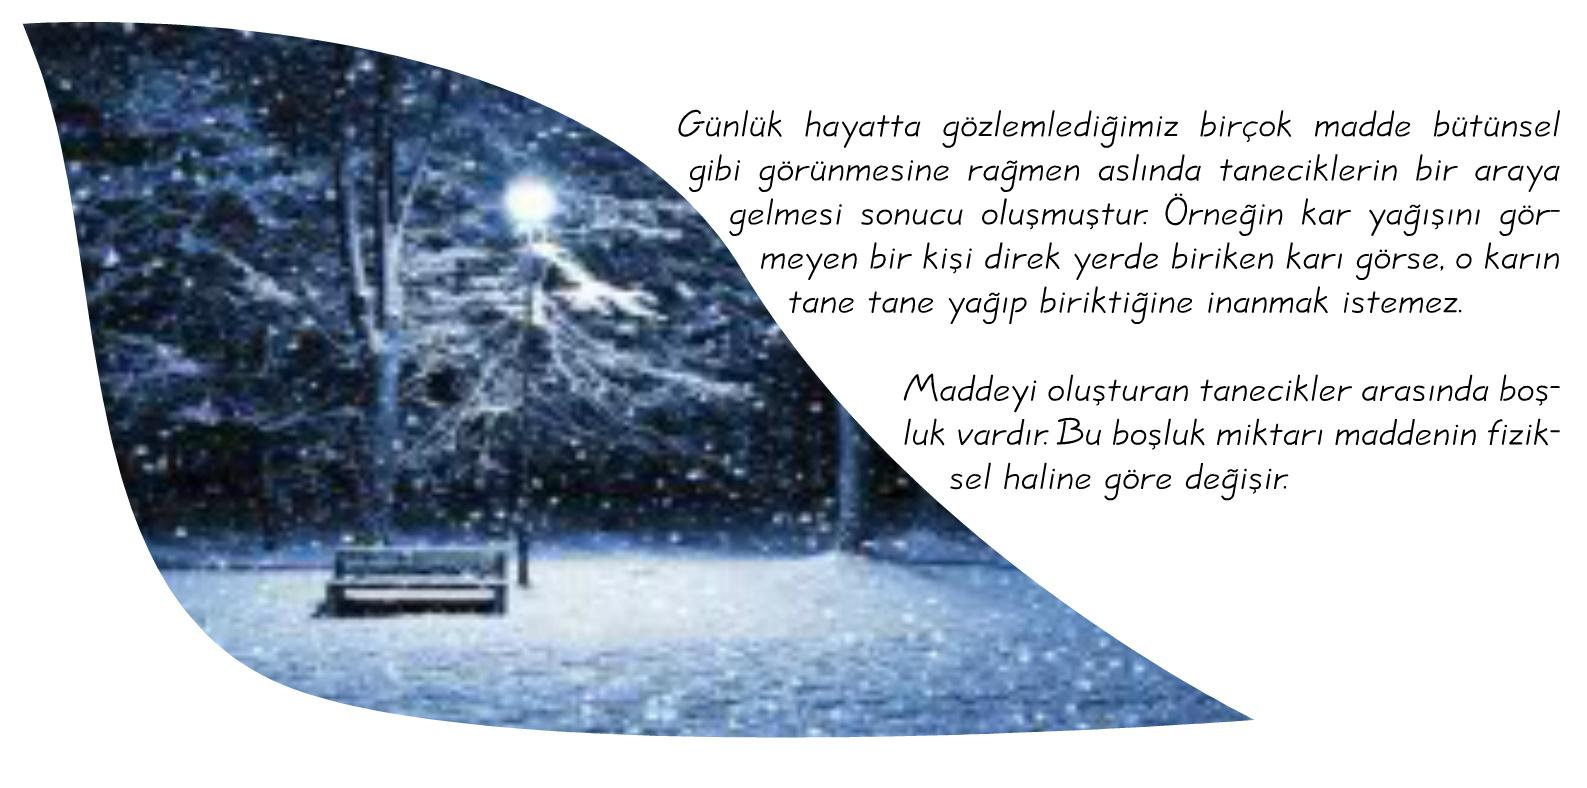 Günlük hayatta gözlemlediğimiz birçok madde bütünsel
gibi görünmesine rağmen aslında taneciklerin bir araya
gelmesi sonucu oluşmuştur. Örneğin kar yağışını gör-
meyen bir kişi direk yerde biriken karı görse, o karın
tane tane yağıp biriktiğine inanmak istemez.
Maddeyi oluşturan tanecikler arasında boş-
luk vardır. Bu boşluk miktarı maddenin fizik-
sel haline göre değişir.